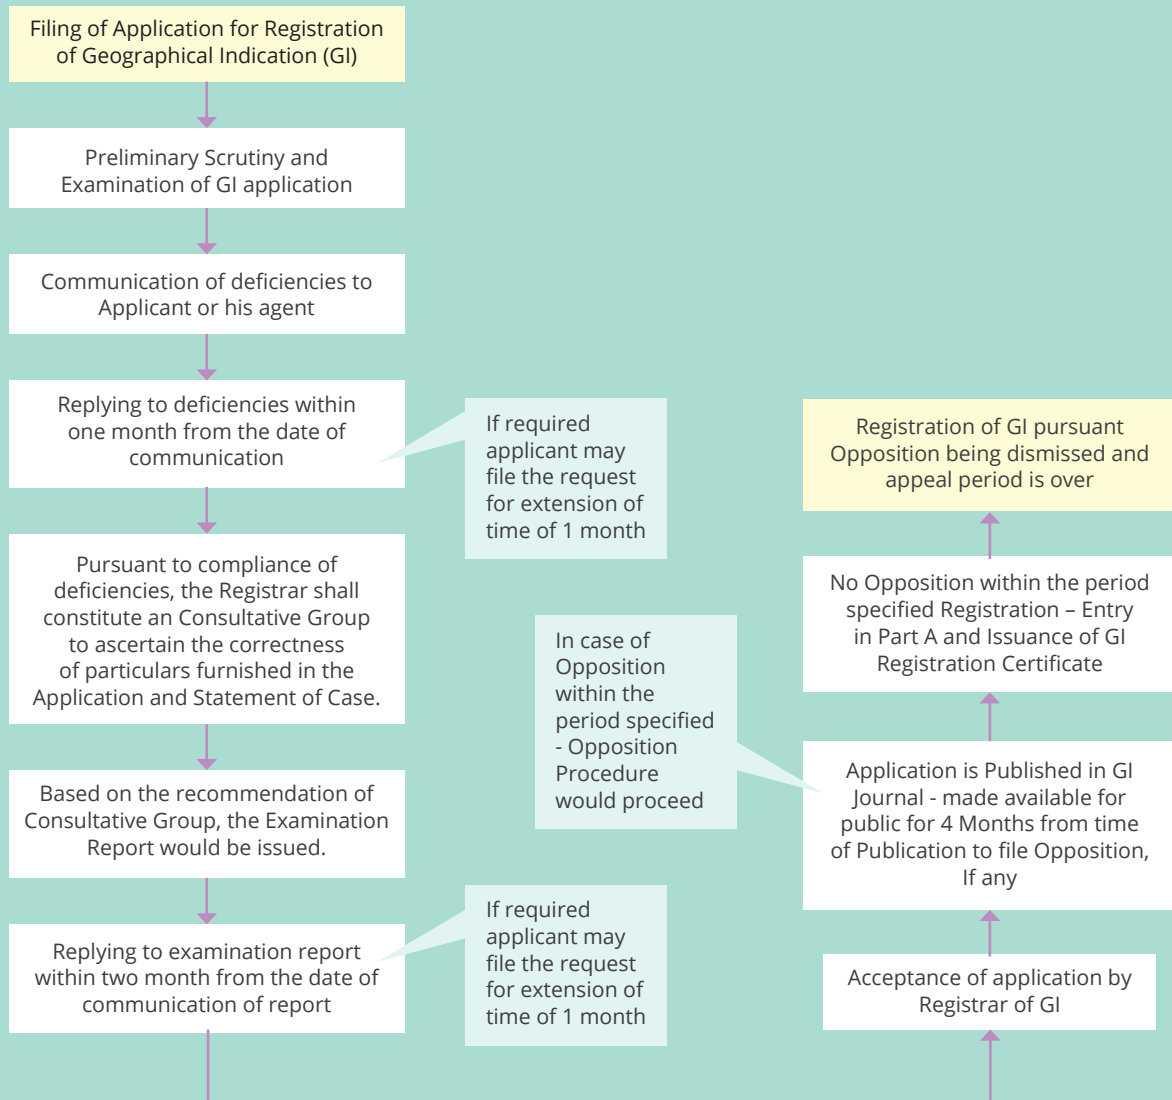 Filing of Application for Registration
of Geographical Indication (GI)
Preliminary Scrutiny and
Examination of GI application
Communication of deficiencies to
Applicant or his agent
Replying to deficiencies within
one month from the date of
communication
If required
applicant may
file the request
for extension of
time of 1 month
Pursuant to compliance of
deficiencies, the Registrar shall
constitute an Consultative Group
to ascertain the correctness
of particulars furnished in the
Application and Statement of Case.
Based on the recommendation of
Consultative Group, the Examination
Report would be issued.
Replying to examination report
within two month from the date of
communication of report
If required
applicant may
file the request
for extension of
time of 1 month
Acceptance of application by
Registrar of GI
Application is Published in GI
Journal - made available for
public for 4 Months from time
of Publication to file Opposition,
If any
In case of
Opposition
within the
period specified
- Opposition
Procedure
would proceed
No Opposition within the period
specified Registration – Entry
in Part A and Issuance of GI
Registration Certificate
Registration of GI pursuant
Opposition being dismissed and
appeal period is over